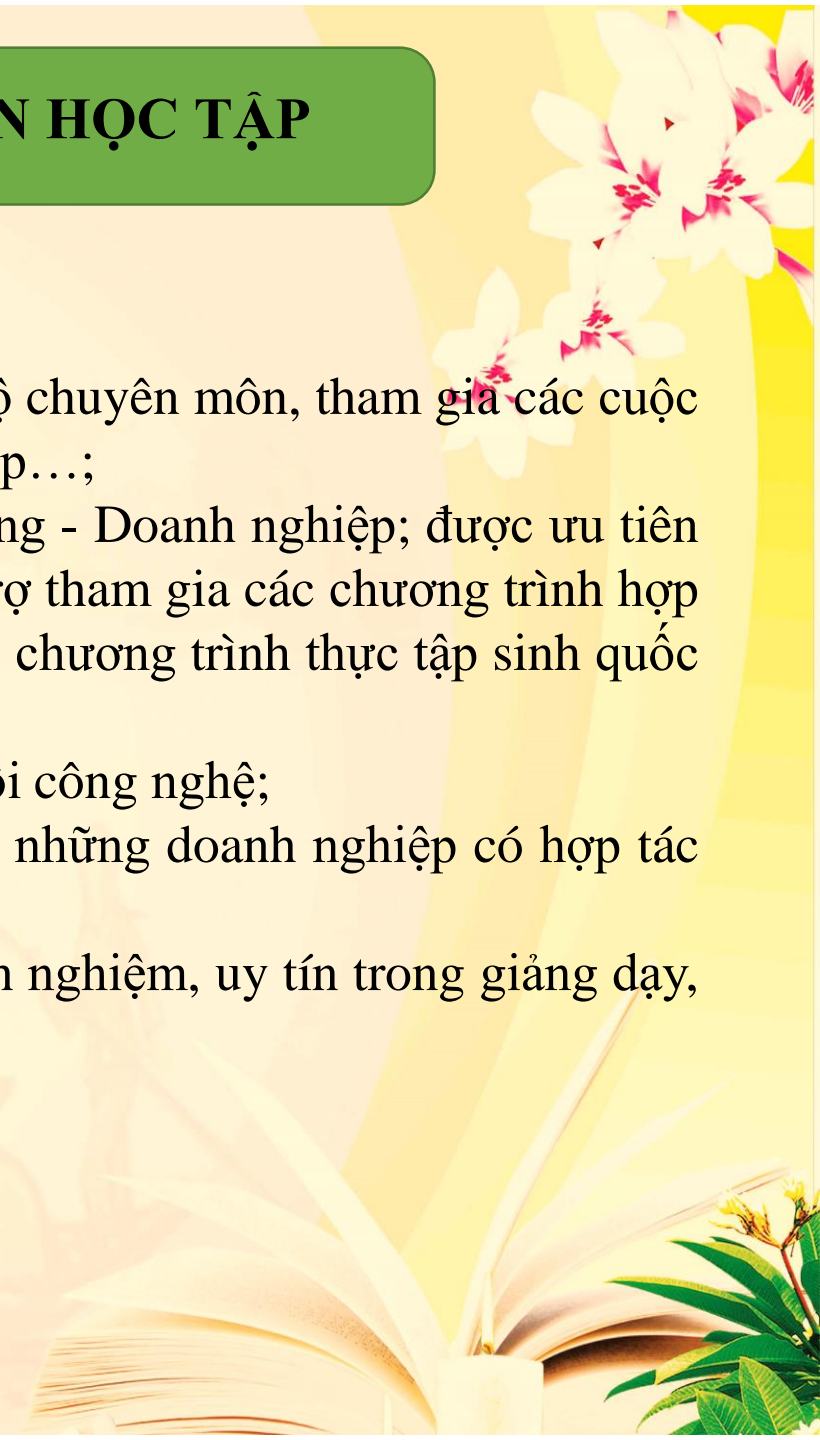 N HỌC TẬP
ộ chuyên môn, tham gia các cuộc
p…;
ng - Doanh nghiệp; được ưu tiên
rợ tham gia các chương trình hợp
chương trình thực tập sinh quốc
ội công nghệ;
những doanh nghiệp có hợp tác
nghiệm, uy tín trong giảng dạy,